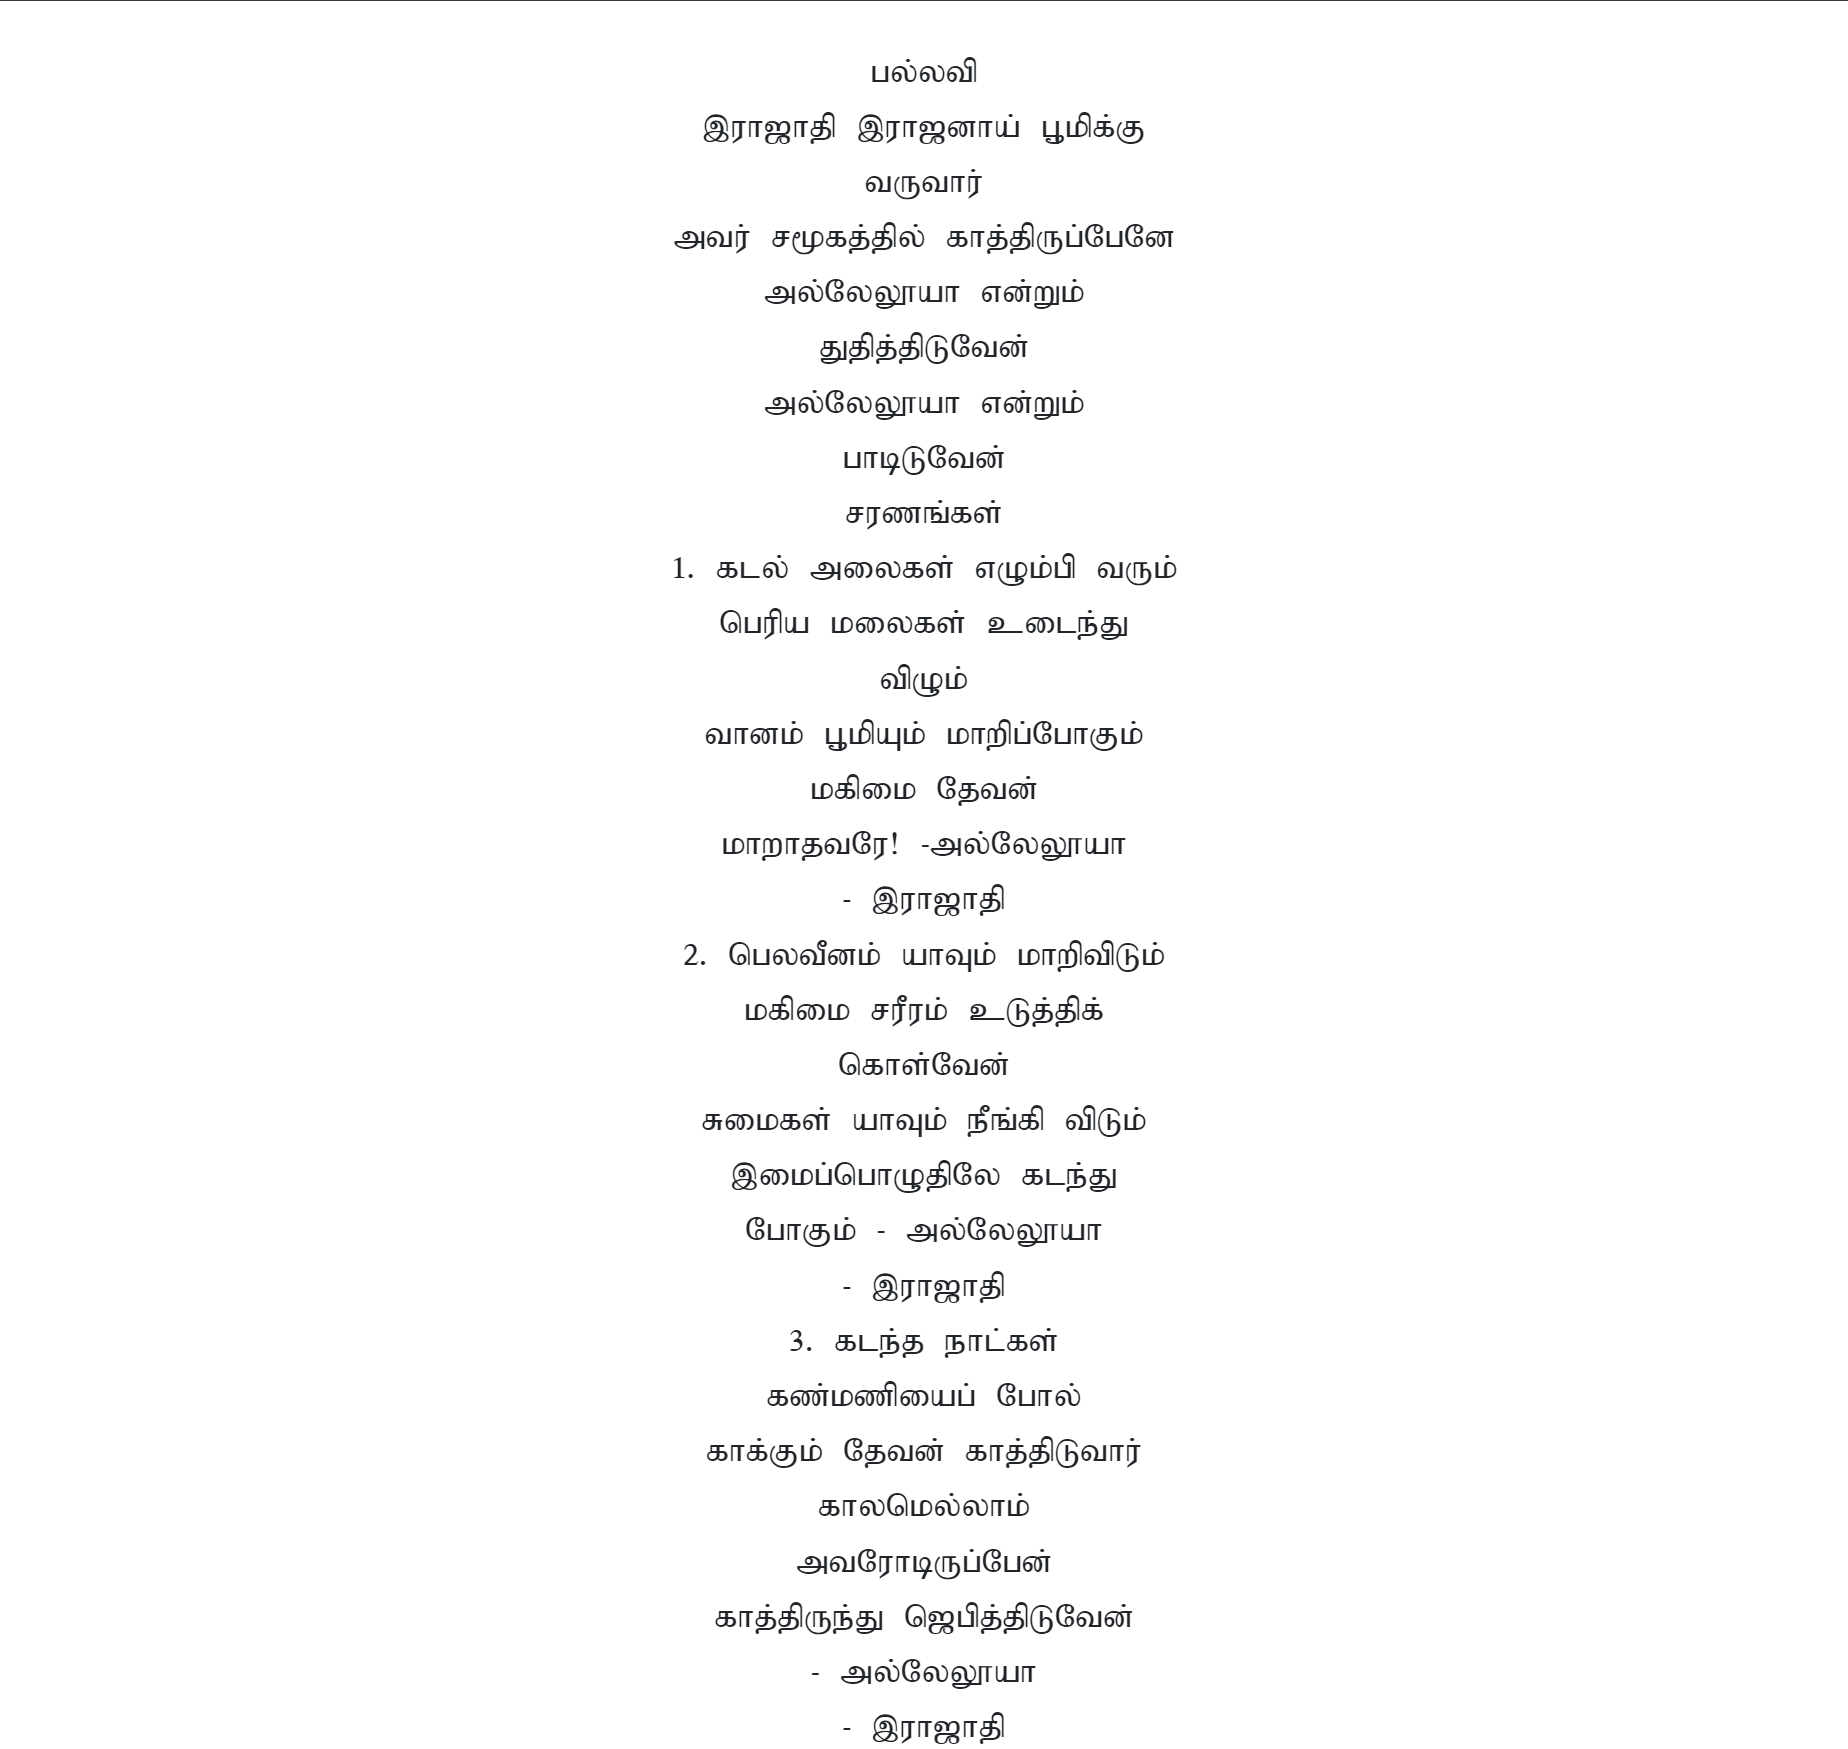 பல்லவி
இராஜாதி இராஜனாய் பூமிக்கு
வருவார்
அவர் சமூகத்தில் காத்திருப்பேனே
அல்லேலூயா என்றும்
துதித்திடுவேன்
அல்லேலூயா என்றும்
பாடிடுவேன்
சரணங்கள்
1. கடல் அலைகள் எழும்பி வரும்
பெரிய மலைகள் உடைந்து
விழும்
வானம் பூமியும் மாறிப்போகும்
மகிமை தேவன்
மாறாதவரே! -அல்லேலூயா
- இராஜாதி
2. பெலவீனம் யாவும் மாறிவிடும்
மகிமை சரீரம் உடுத்திக்
கொள்வேன்
சுமைகள் யாவும் நீங்கி விடும்
இமைப்பொழுதிலே கடந்து
போகும் - அல்லேலூயா
- இராஜாதி
3. கடந்த நாட்கள்
கண்மணியைப் போல்
காக்கும் தேவன் காத்திடுவார்
காலமெல்லாம்
அவரோடிருப்பேன்
காத்திருந்து ஜெபித்திடுவேன்
- அல்லேலூயா
- இராஜாதி